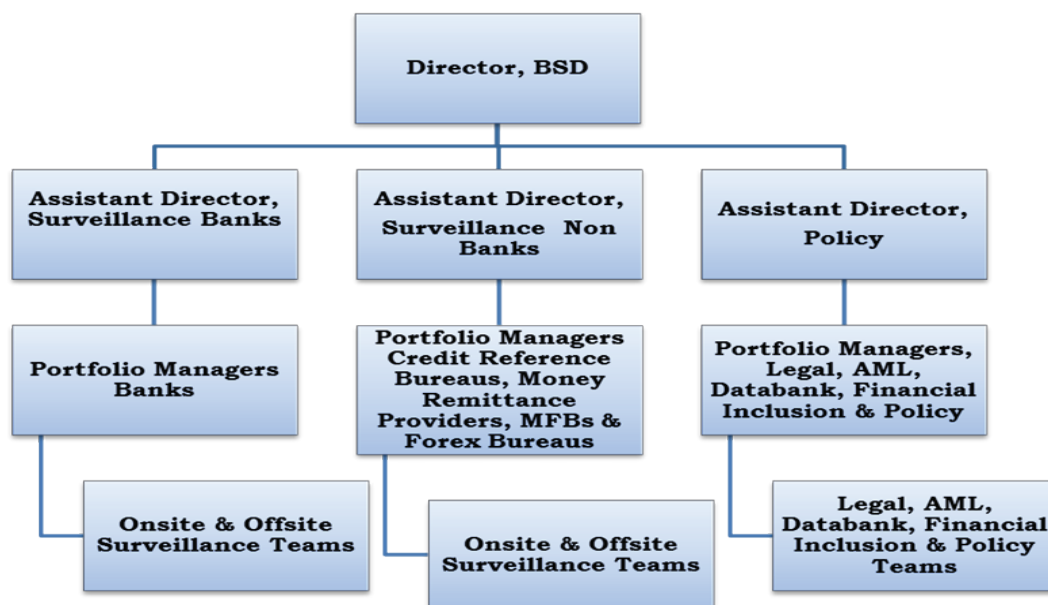 Director, BSD
Assistant Director,
Surveillance Banks
Assistant Director,
Surveillance Non
Banks
Assistant Director,
Policy
Portfolio Managers
Banks
Portfolio Managers
Credit Reference
Bureaus, Money
Remittance
Providers, MFBs &
Forex Bureaus
Portfolio Managers,
Legal, AML,
Databank, Financial
Inclusion & Policy
Onsite & Offsite
Surveillance Teams
Onsite & Offsite
Surveillance Teams
Legal, AML,
Databank, Financial
Inclusion & Policy
Teams